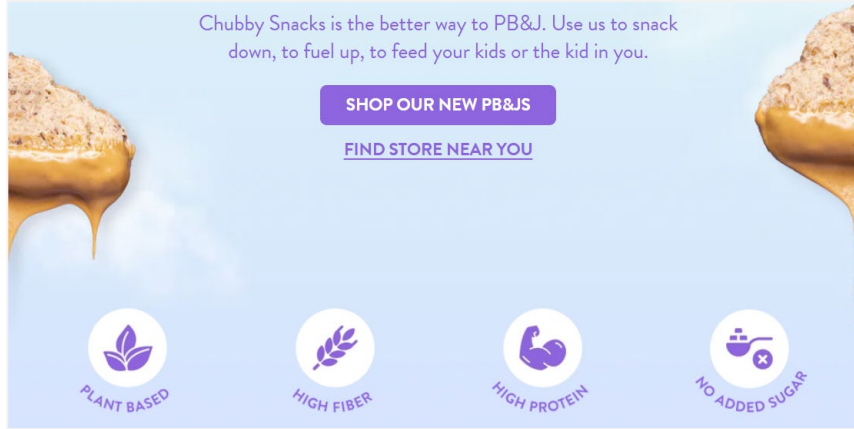 Chubby Snacks is the better way to PB&J. Use us to snack
down, to fuel up, to feed your kids or the kid in you.
SHOP OUR NEW PB&JS
FIND STORE NEAR YOU
PLANT BASED
HIGH FIBER
HIGH PROTEIN
NO ADDED SUGAR